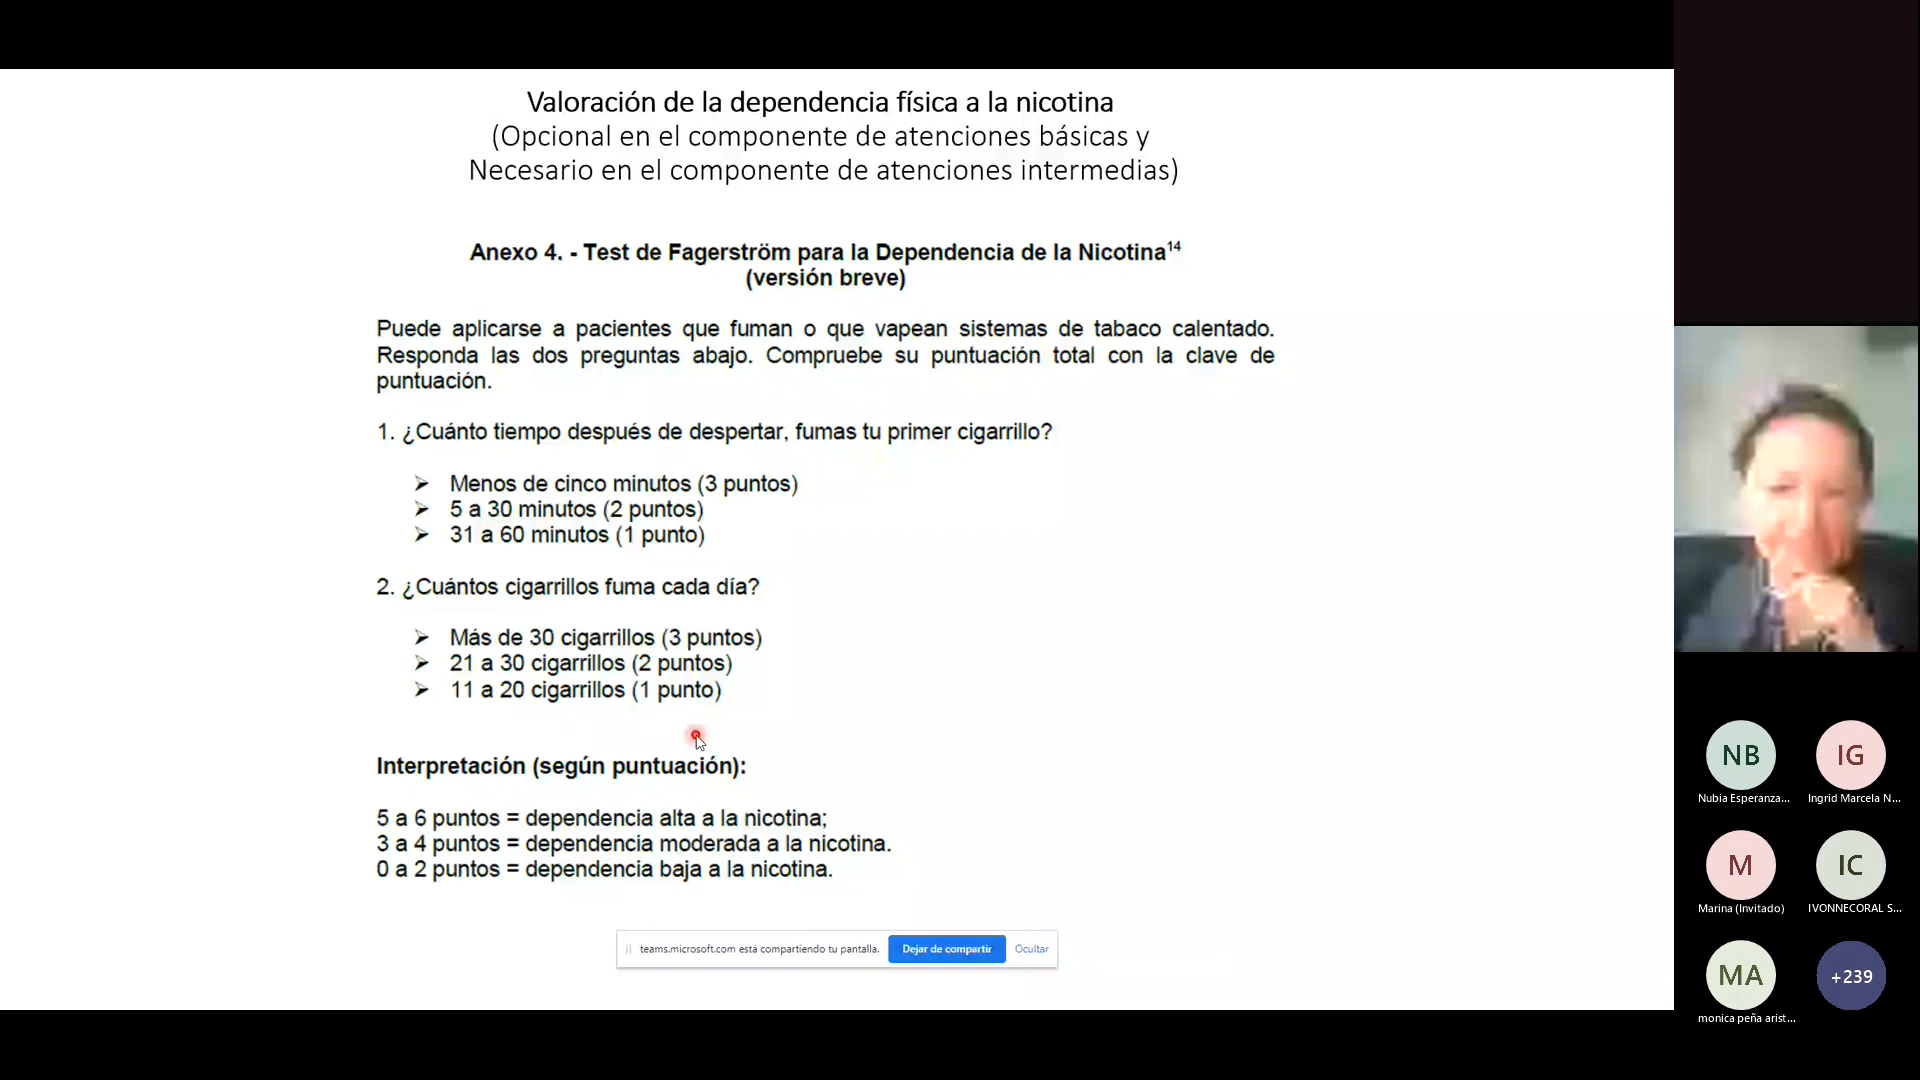 Valoración de la dependencia física a la nicotina
(Opcional en el componente de atenciones básicas y
Necesario en el componente de atenciones intermedias)
Anexo 4. - Test de Fagerström para la Dependencia de la Nicotina¹⁴
(versión breve)
Puede aplicarse a pacientes que fuman o que vapean sistemas de tabaco calentado.
Responda las dos preguntas abajo. Compruebe su puntuación total con la clave de
puntuación.
1. ¿Cuánto tiempo después de despertar, fumas tu primer cigarrillo?
➢ Menos de cinco minutos (3 puntos)
➢ 5 a 30 minutos (2 puntos)
➢ 31 a 60 minutos (1 punto)
2. ¿Cuántos cigarrillos fuma cada día?
➢ Más de 30 cigarrillos (3 puntos)
➢ 21 a 30 cigarrillos (2 puntos)
➢ 11 a 20 cigarrillos (1 punto)
Interpretación (según puntuación):
5 a 6 puntos = dependencia alta a la nicotina;
3 a 4 puntos = dependencia moderada a la nicotina.
0 a 2 puntos = dependencia baja a la nicotina.
teams.microsoft.com está compartiendo tu pantalla. Dejar de compartir Ocultar
NB IG
Nubia Esperanza... Ingrid Marcela N...
M IC
Marina (Invitado) IVONNECORAL S...
MA +239
monica peña arist...